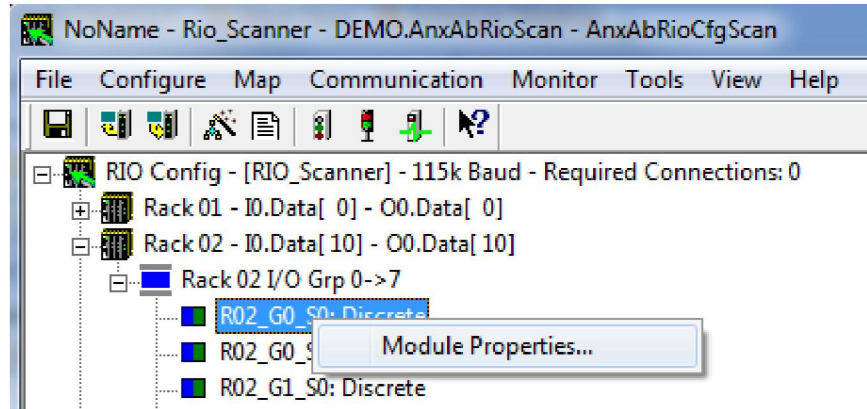 NoName - Rio_Scanner - DEMO.AnxAbRioScan - AnxAbRioCfgScan
File Configure Map Communication Monitor Tools View Help
RIO Config - [RIO_Scanner] - 115k Baud - Required Connections: 0
Rack 01 - I0.Data[ 0] - O0.Data[ 0]
Rack 02 - I0.Data[ 10] - O0.Data[ 10]
Rack 02 I/O Grp 0->7
R02_G0_S0: Discrete
Module Properties...
R02_G0_S
R02_G1_S0: Discrete